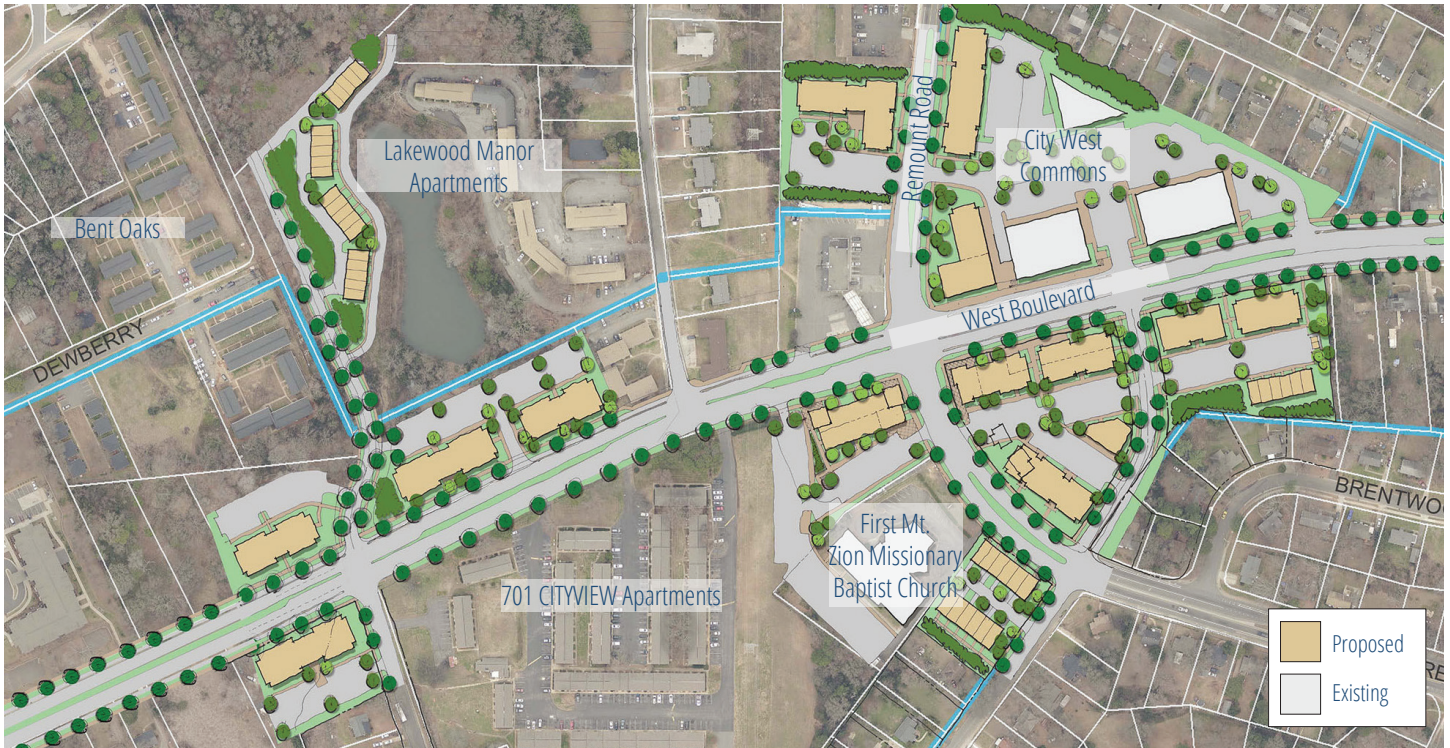 Remount Road
City West
Commons
Lakewood Manor
Apartments
Bent Oaks
West Boulevard
DEWBERRY
BRENTWO
First Mt.
Zion Missionary
Baptist Church
701 CITYVIEW Apartments
Proposed
Existing
RE